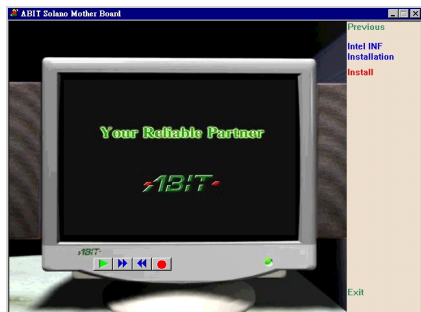 ABIT Solano Mother Board
Previous
Intel INF
Installation
Install
Your Reliable Partner
ABIT
ABIT
Exit